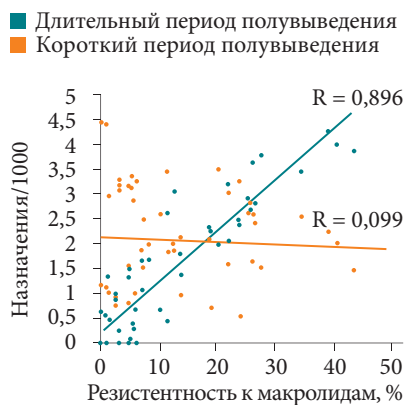 Длительный период полувыведения
Короткий период полувыведения
5
4,5
4
3,5
3
2,5
2
1,5
1
0,5
0
Назначения/1000
R = 0,896
R = 0,099
0 10 20 30 40 50
Резистентность к макролидам, %